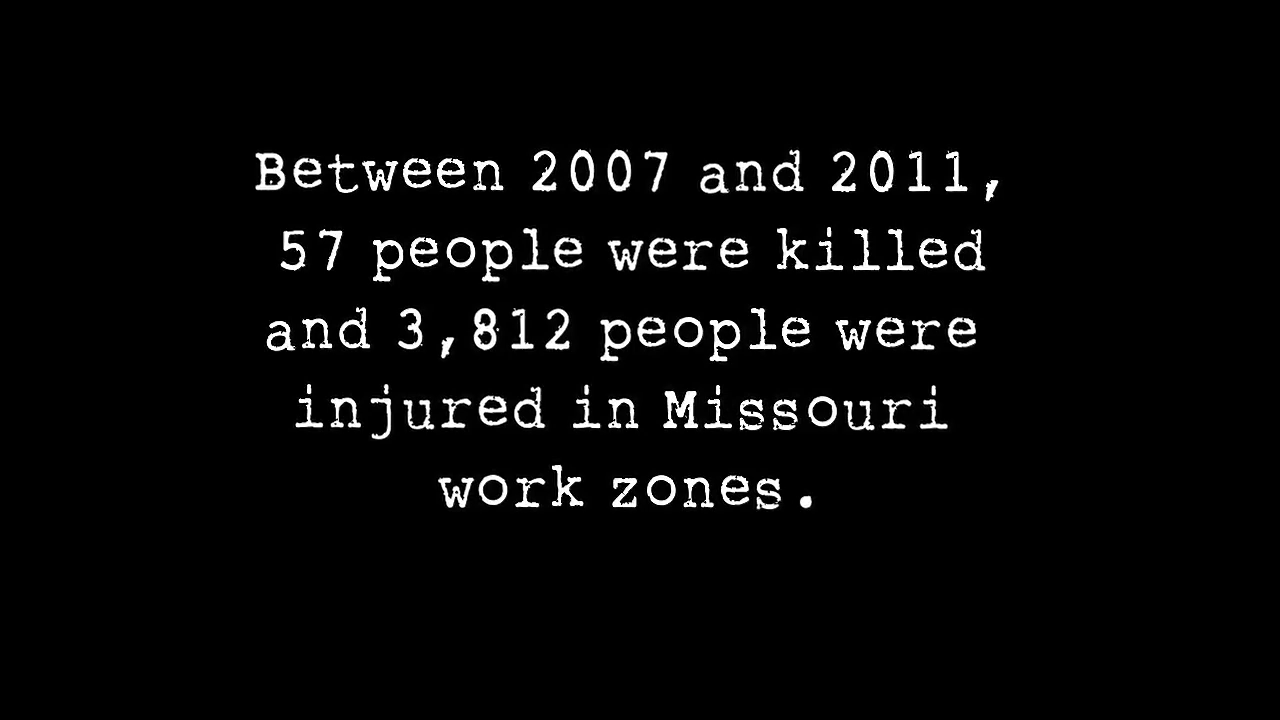 Between 2007 and 2011,
57 people were killed
and 3,812 people were
injured in Missouri
work zones.